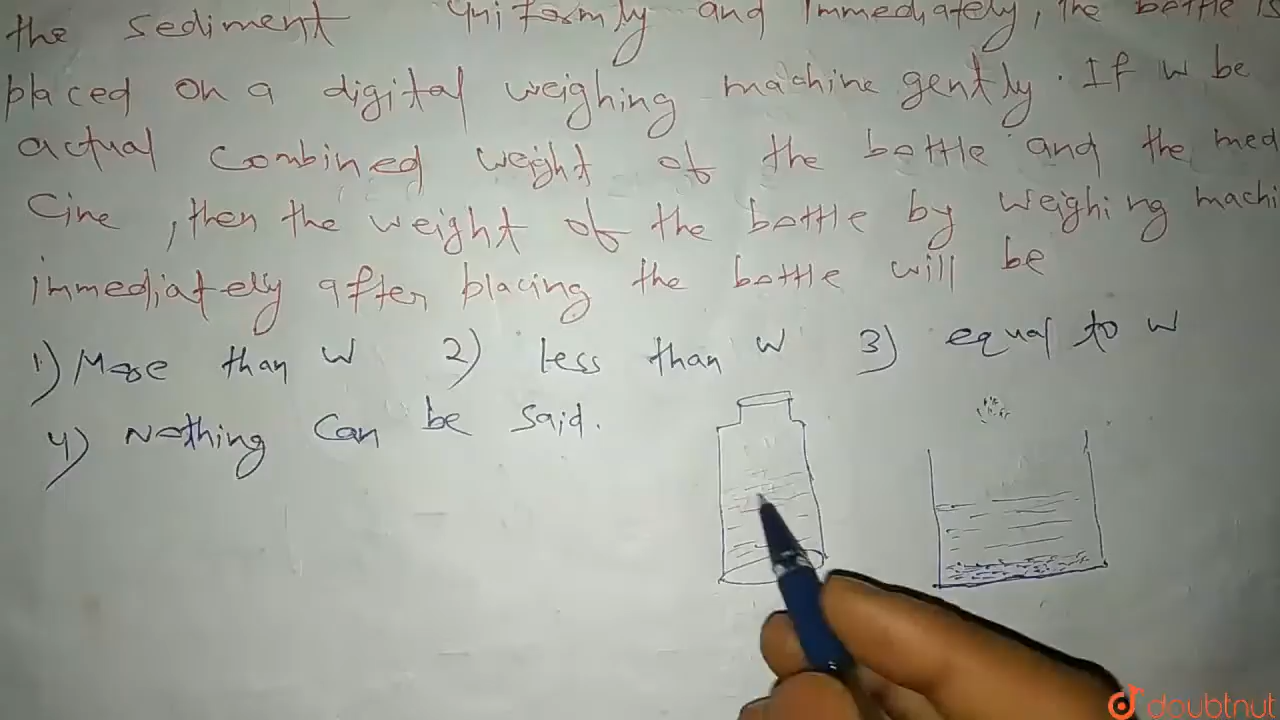 the sediment Uniformly and immediately, the bottle is
placed on a digital weighing machine gently. If w be
actual combined weight of the bottle and the med
cine, then the weight of the bottle by weighing machi
immediately after placing the bottle will be
1) More than W 2) Less than W 3) equal to W
4) Nothing can be said.
doubtnut